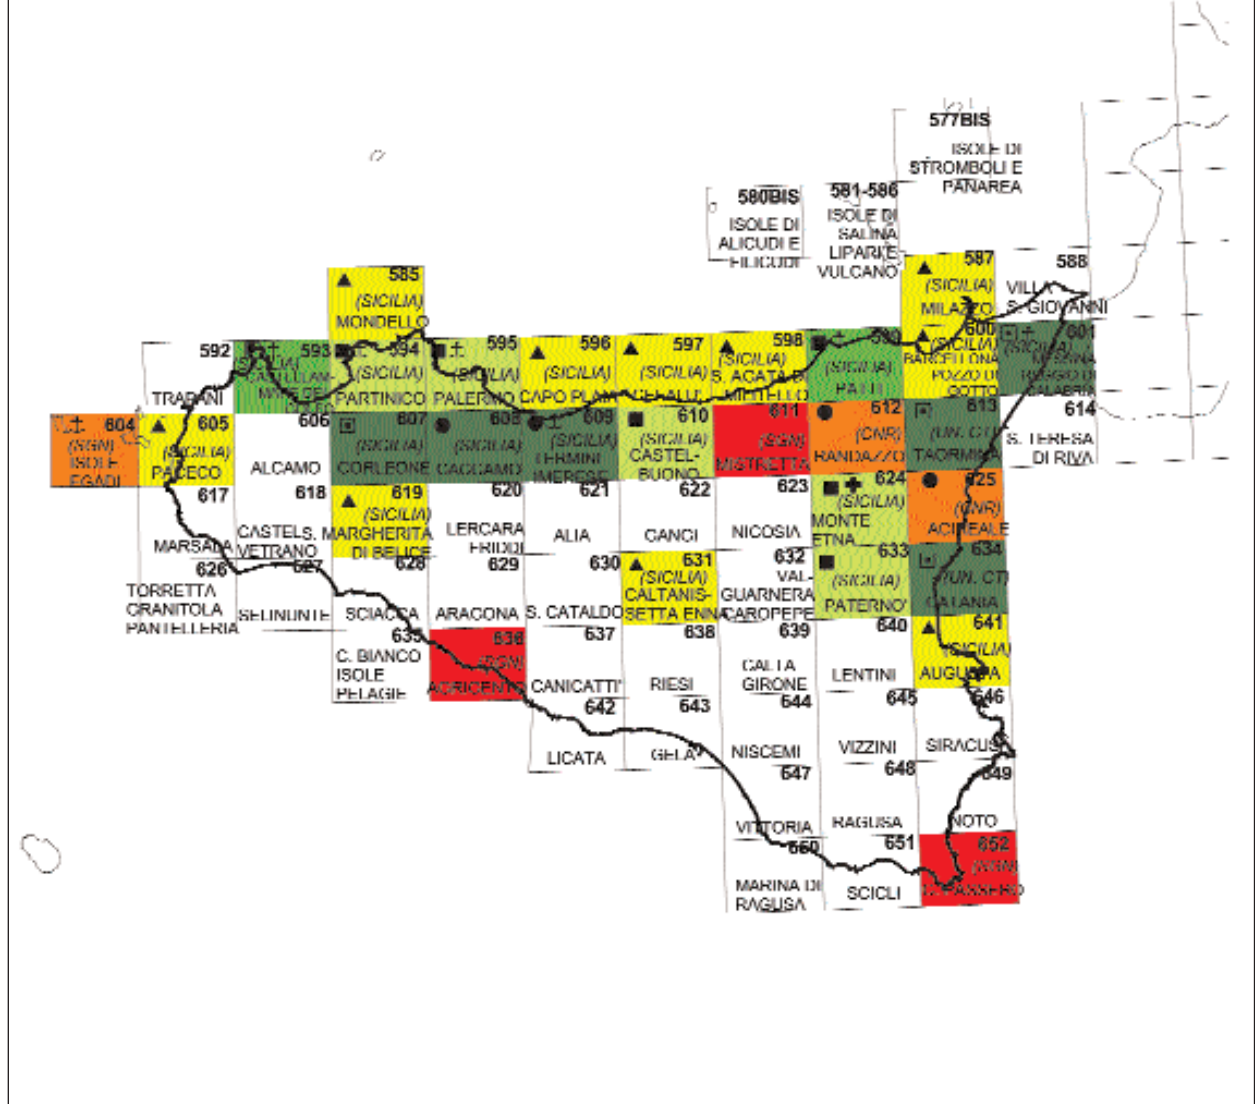 577BIS
ISOLE DI
STROMBOLI E
PANAREA
580BIS
ISOLE DI
ALICUDI E
FILICUDI
581-586
ISOLE DI
SALINA
LIPARI E
VULCANO
585
(SICILIA)
MONDELLO
587
(SICILIA)
MILAZZO
588
VILLA
S. GIOVANNI
592
TRAPANI
593
594
(SICILIA)
PARTINICO
595
(SICILIA)
PALERMO
596
(SICILIA)
CAPO PLAIA
597
(SICILIA)
CEFALU'
598
(SICILIA)
S. AGATA DI
MILITELLO
599
(SICILIA)
PATTI
600
(SICILIA)
BARCELLONA
POZZO DI
GOTTO
601
(SICILIA)
MESSINA
REGGIO DI
CALABRIA
604
(SGN)
ISOLE
EGADI
605
(SICILIA)
PACECO
606
ALCAMO
607
(SICILIA)
CORLEONE
608
(SICILIA)
CACCAMO
609
(SICILIA)
TERMINI
IMERESE
610
(SICILIA)
CASTEL-
BUONO
611
(SGN)
MISTRETTA
612
(CNR)
RANDAZZO
613
(UN. CT)
TAORMINA
614
S. TERESA
DI RIVA
617
MARSALA
618
CASTEL
VETRANO
619
(SICILIA)
S. MARGHERITA
DI BELICE
620
LERCARA
FRIDDI
621
ALIA
622
GANGI
623
NICOSIA
624
(SICILIA)
MONTE
ETNA
625
(CNR)
ACIREALE
626
TORRETTA
GRANITOLA
PANTELLERIA
627
SELINUNTE
628
SCIACCA
629
ARAGONA
630
S. CATALDO
631
(SICILIA)
CALTANIS-
SETTA ENNA
632
VAL-
GUARNERA
CAROPEPE
633
(SICILIA)
PATERNO'
634
(UN. CT)
CATANIA
635
C. BIANCO
ISOLE
PELAGIE
636
(SGN)
AGRIGENTO
637
CANICATTI'
638
RIESI
639
CALTA
GIRONE
640
LENTINI
641
(SICILIA)
AUGUSTA
642
LICATA
643
GELA
644
NISCEMI
645
VIZZINI
646
SIRACUSA
647
VITTORIA
648
RAGUSA
649
NOTO
650
MARINA DI
RAGUSA
651
SCICLI
652
(SGN)
C. PASSERO